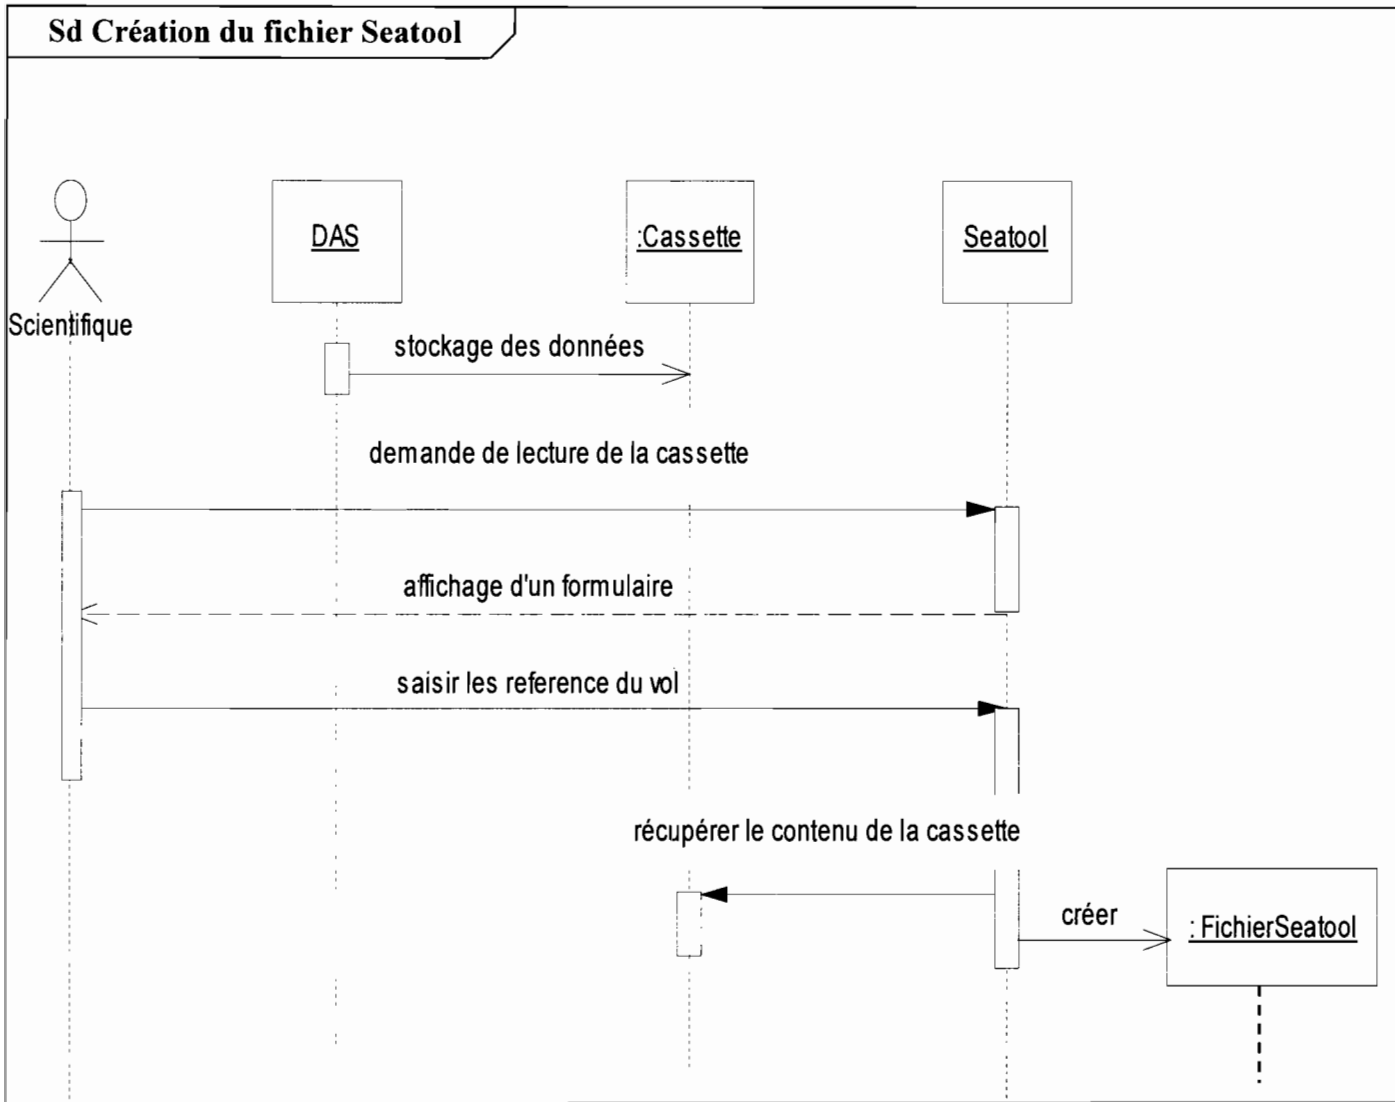 Sd Création du fichier Seatool
DAS
:Cassette
Seatool
Scientifique
stockage des données
demande de lecture de la cassette
affichage d'un formulaire
saisir les reference du vol
récupérer le contenu de la cassette
créer
: FichierSeatool